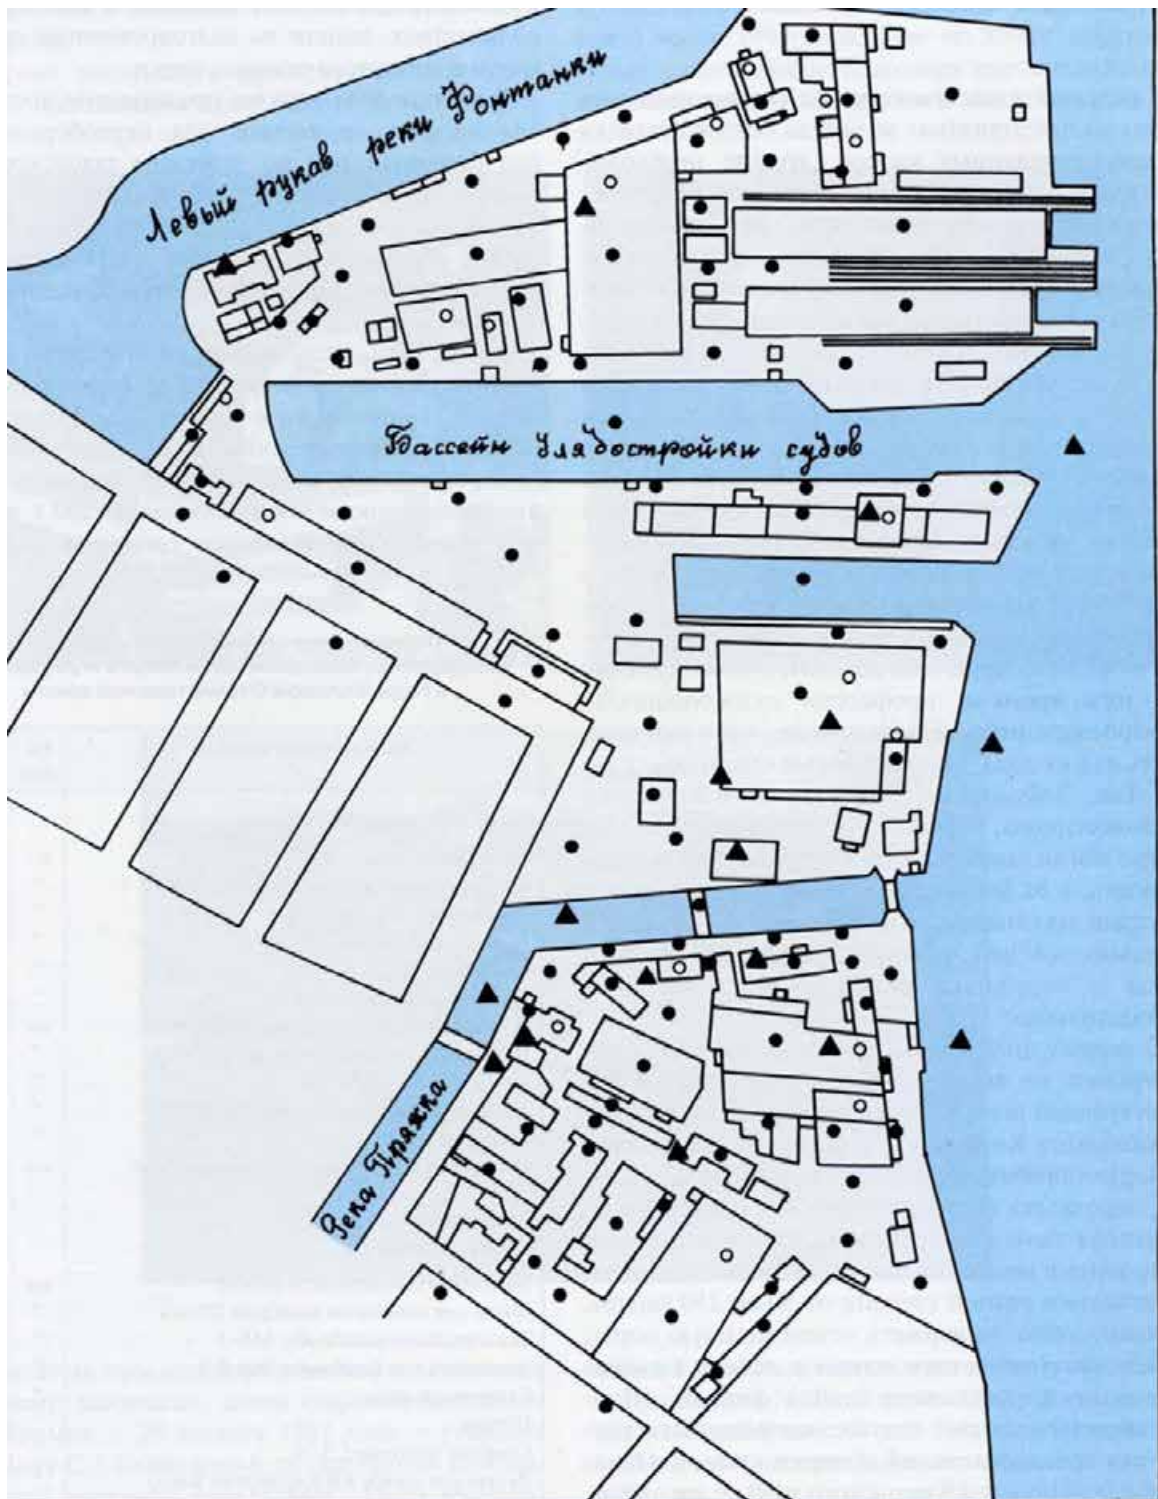 Левый рукав реки Фонтанки
Бассейн для достройки судов
Река Пряжка